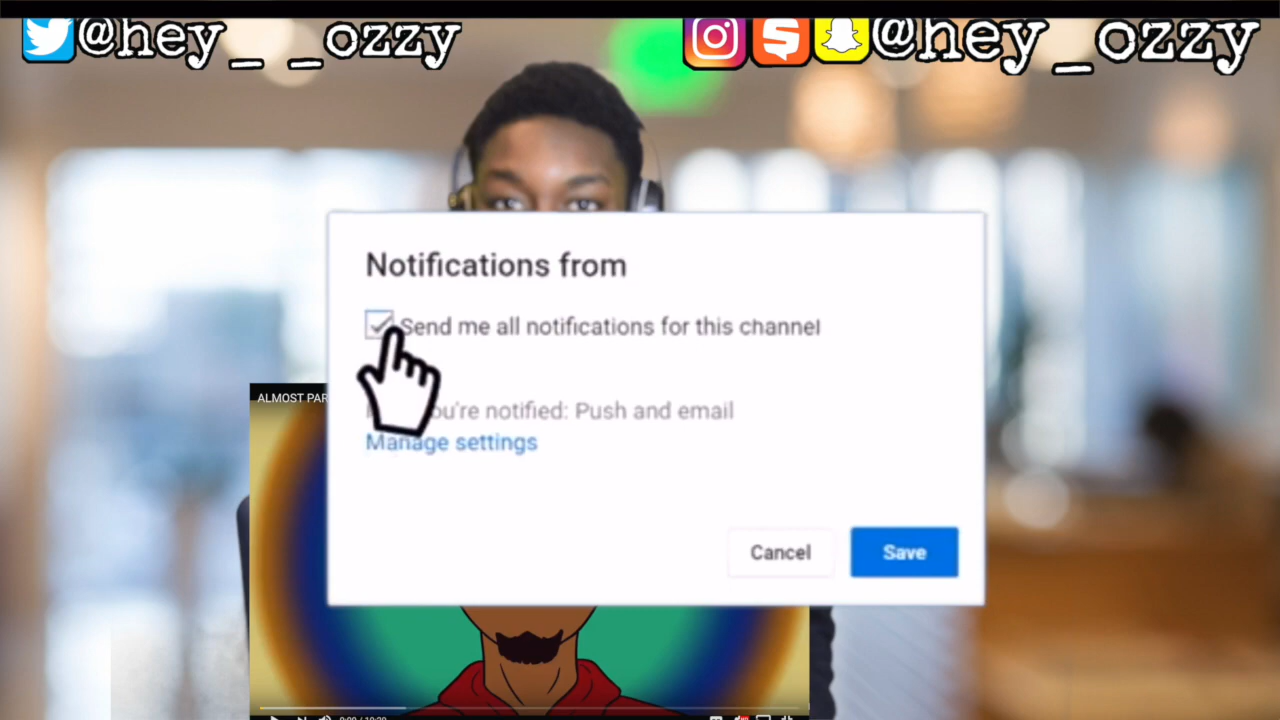 @hey_ _ozzy
@hey_ozzy
Notifications from
Send me all notifications for this channel
ALMOST PAR
ou're notified: Push and email
Manage settings
Cancel
Save